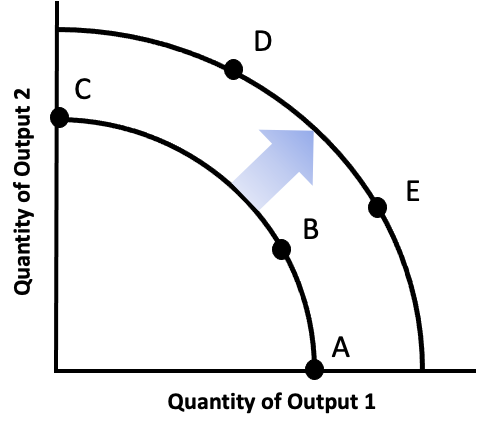 D
C
E
B
A
Quantity of Output 2
Quantity of Output 1